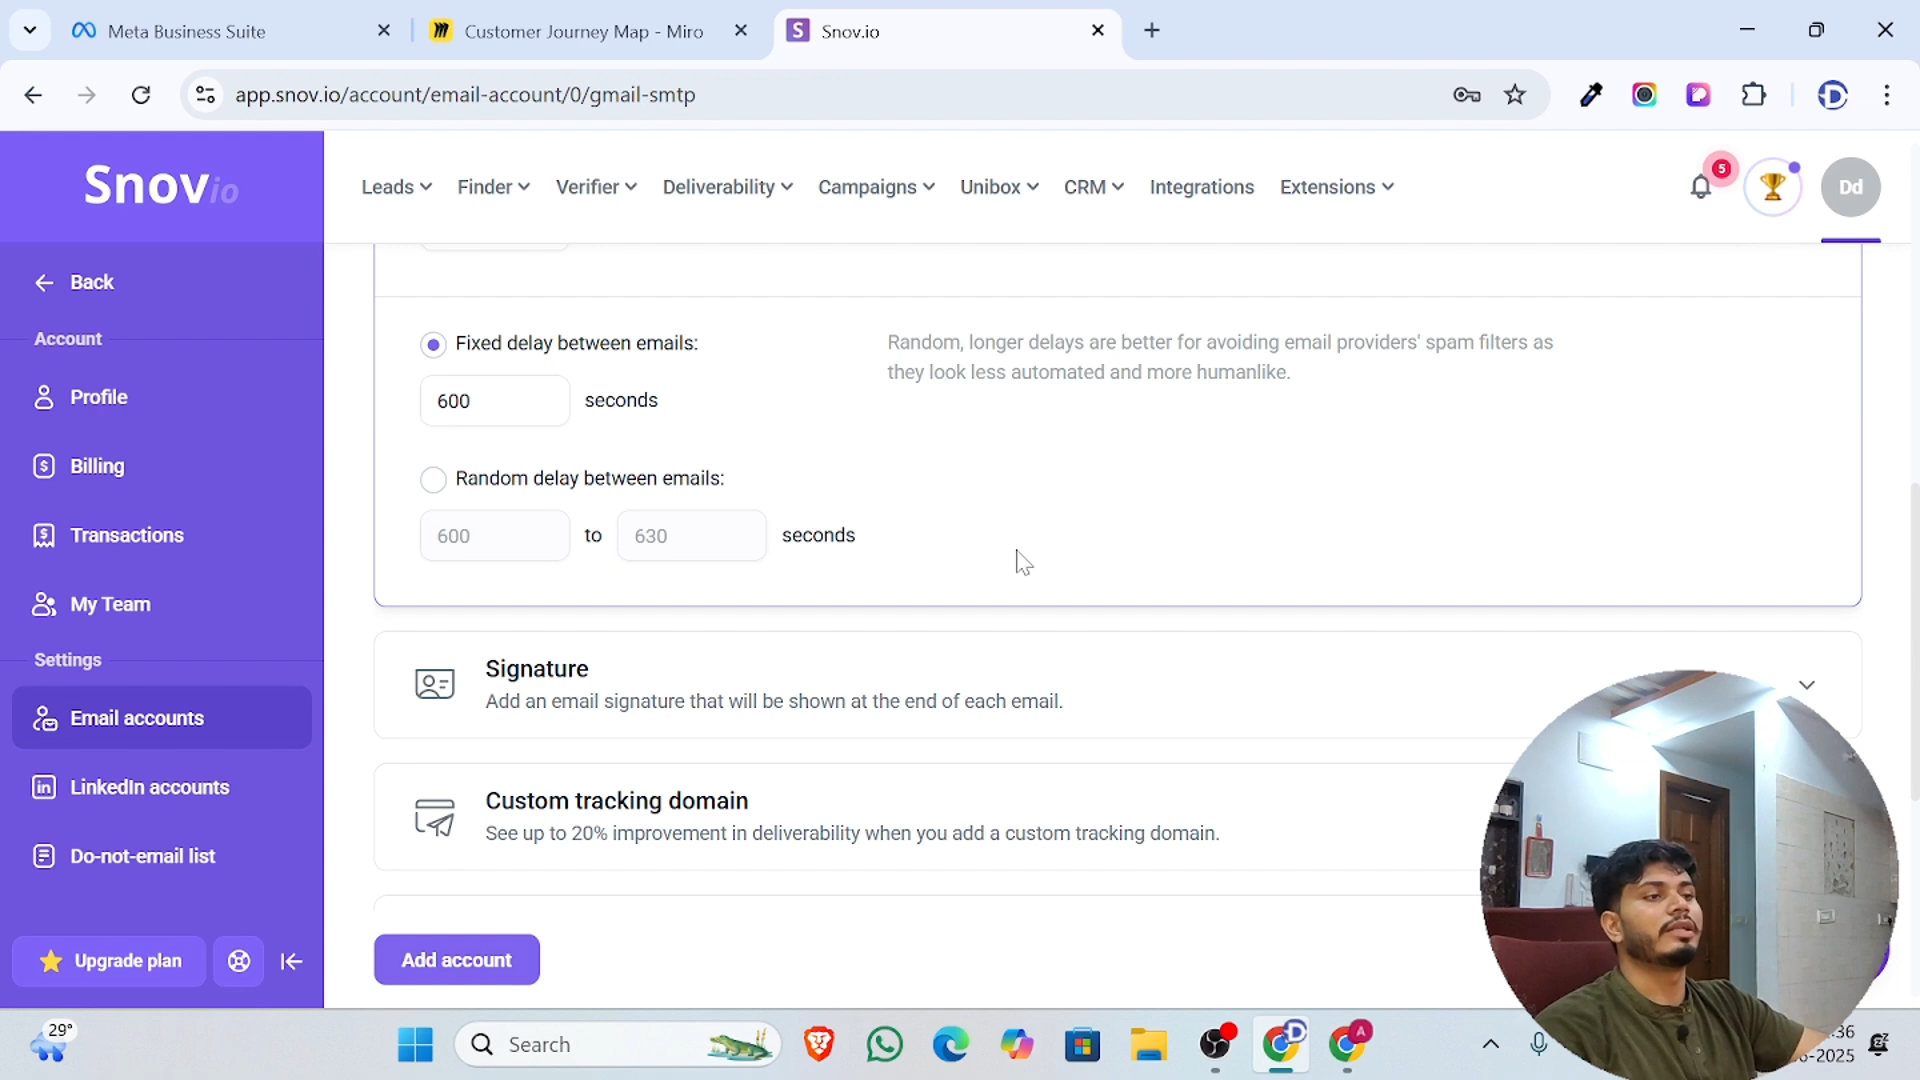 Meta Business Suite
Customer Journey Map - Miro
Snov.io
app.snov.io/account/email-account/0/gmail-smtp
Snovio
Leads
Finder
Verifier
Deliverability
Campaigns
Unibox
CRM
Integrations
Extensions
5
Dd
Back
Account
Profile
Billing
Transactions
My Team
Settings
Email accounts
LinkedIn accounts
Do-not-email list
Upgrade plan
Fixed delay between emails:
600 seconds
Random, longer delays are better for avoiding email providers' spam filters as
they look less automated and more humanlike.
Random delay between emails:
600 to 630 seconds
Signature
Add an email signature that will be shown at the end of each email.
Custom tracking domain
See up to 20% improvement in deliverability when you add a custom tracking domain.
Add account
29°
Search
D
A
:36
-2025